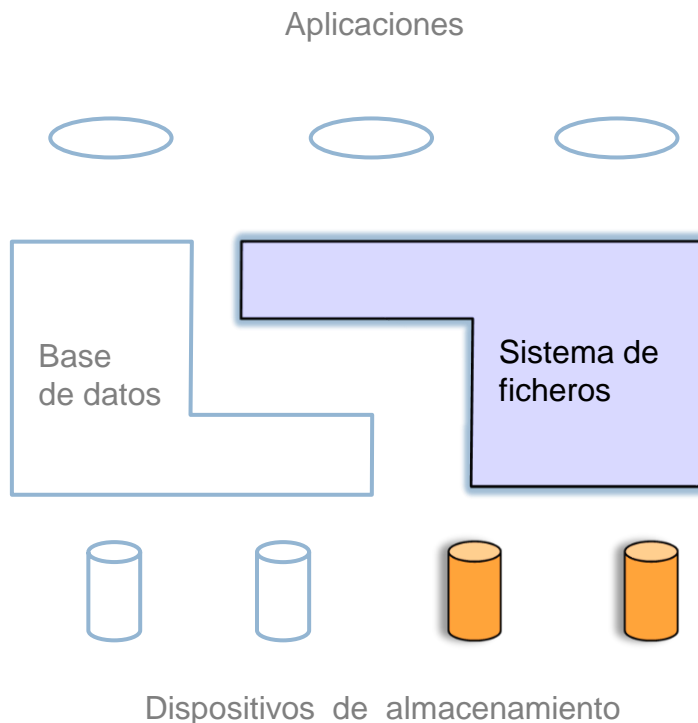 Aplicaciones
Base
de datos
Sistema de
ficheros
Dispositivos de almacenamiento